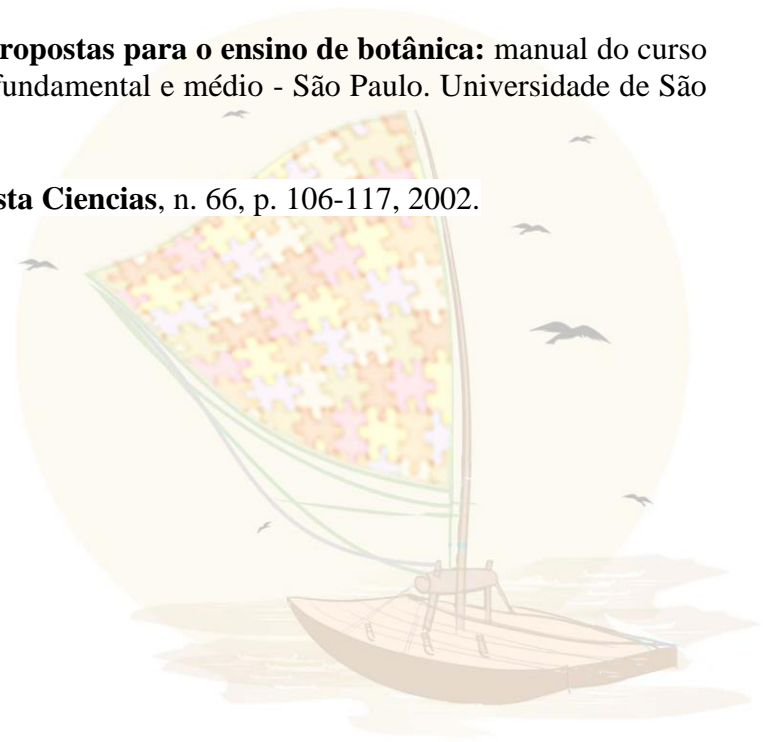 ropostas para o ensino de botânica: manual do curso
fundamental e médio - São Paulo. Universidade de São
sta Ciencias, n. 66, p. 106-117, 2002.